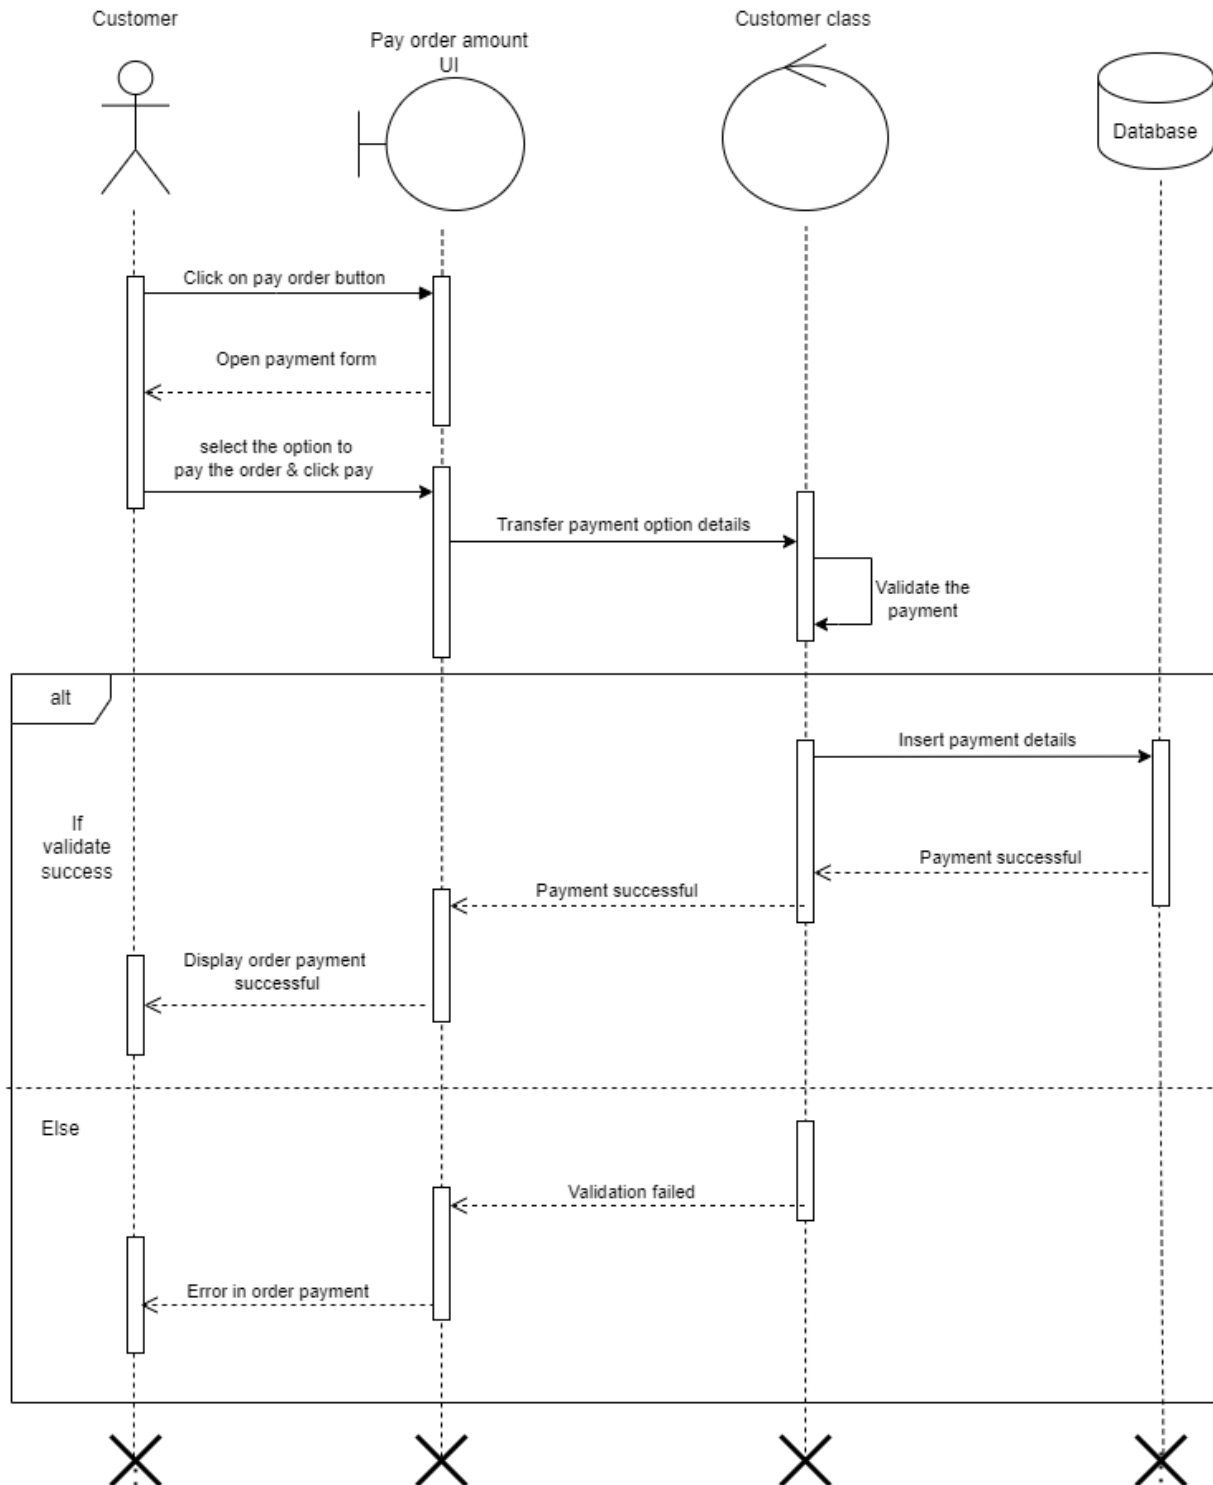 Customer
Pay order amount
UI
Customer class
Database
Click on pay order button
Open payment form
select the option to
pay the order & click pay
Transfer payment option details
Validate the
payment
alt
Insert payment details
If
validate
success
Payment successful
Payment successful
Display order payment
successful
Else
Validation failed
Error in order payment